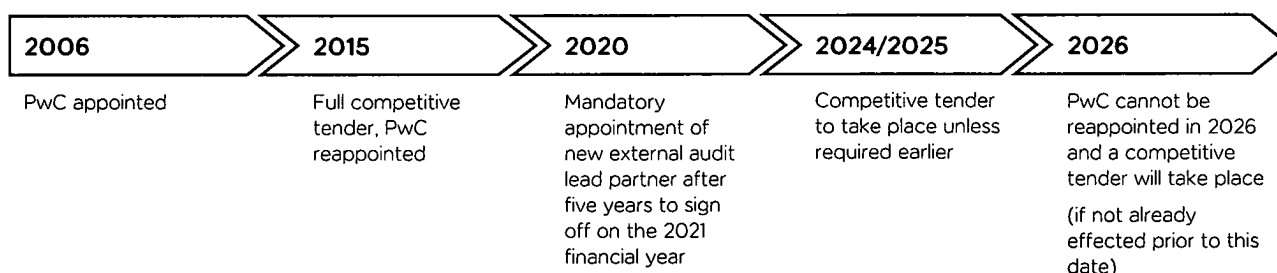 2006
PwC appointed
2015
Full competitive
tender, PwC
reappointed
2020
Mandatory
appointment of
new external audit
lead partner after
five years to sign
off on the 2021
financial year
2024/2025
Competitive tender
to take place unless
required earlier
2026
PwC cannot be
reappointed in 2026
and a competitive
tender will take place
(if not already
effected prior to this
date)